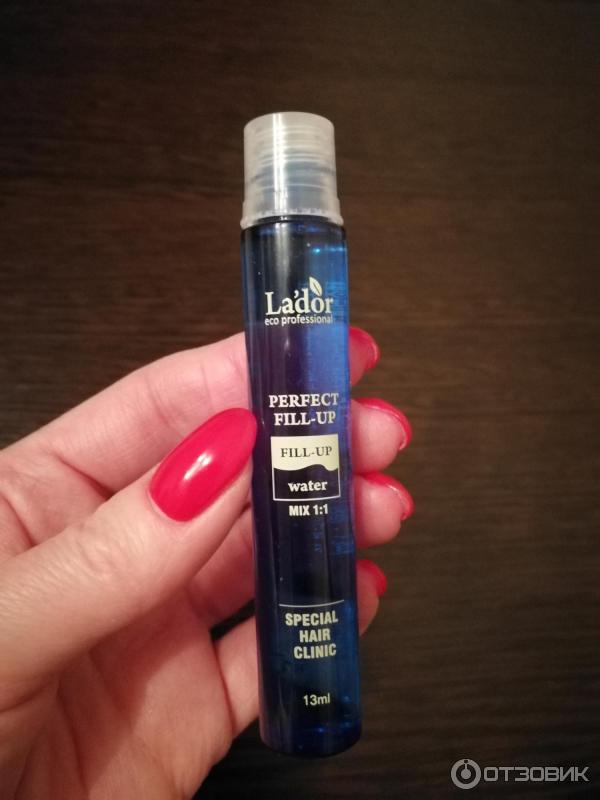 La'dor
eco professional
PERFECT
FILL-UP
FILL-UP
water
MIX 1:1
SPECIAL
HAIR
CLINIC
13ml
ОТЗОВИК